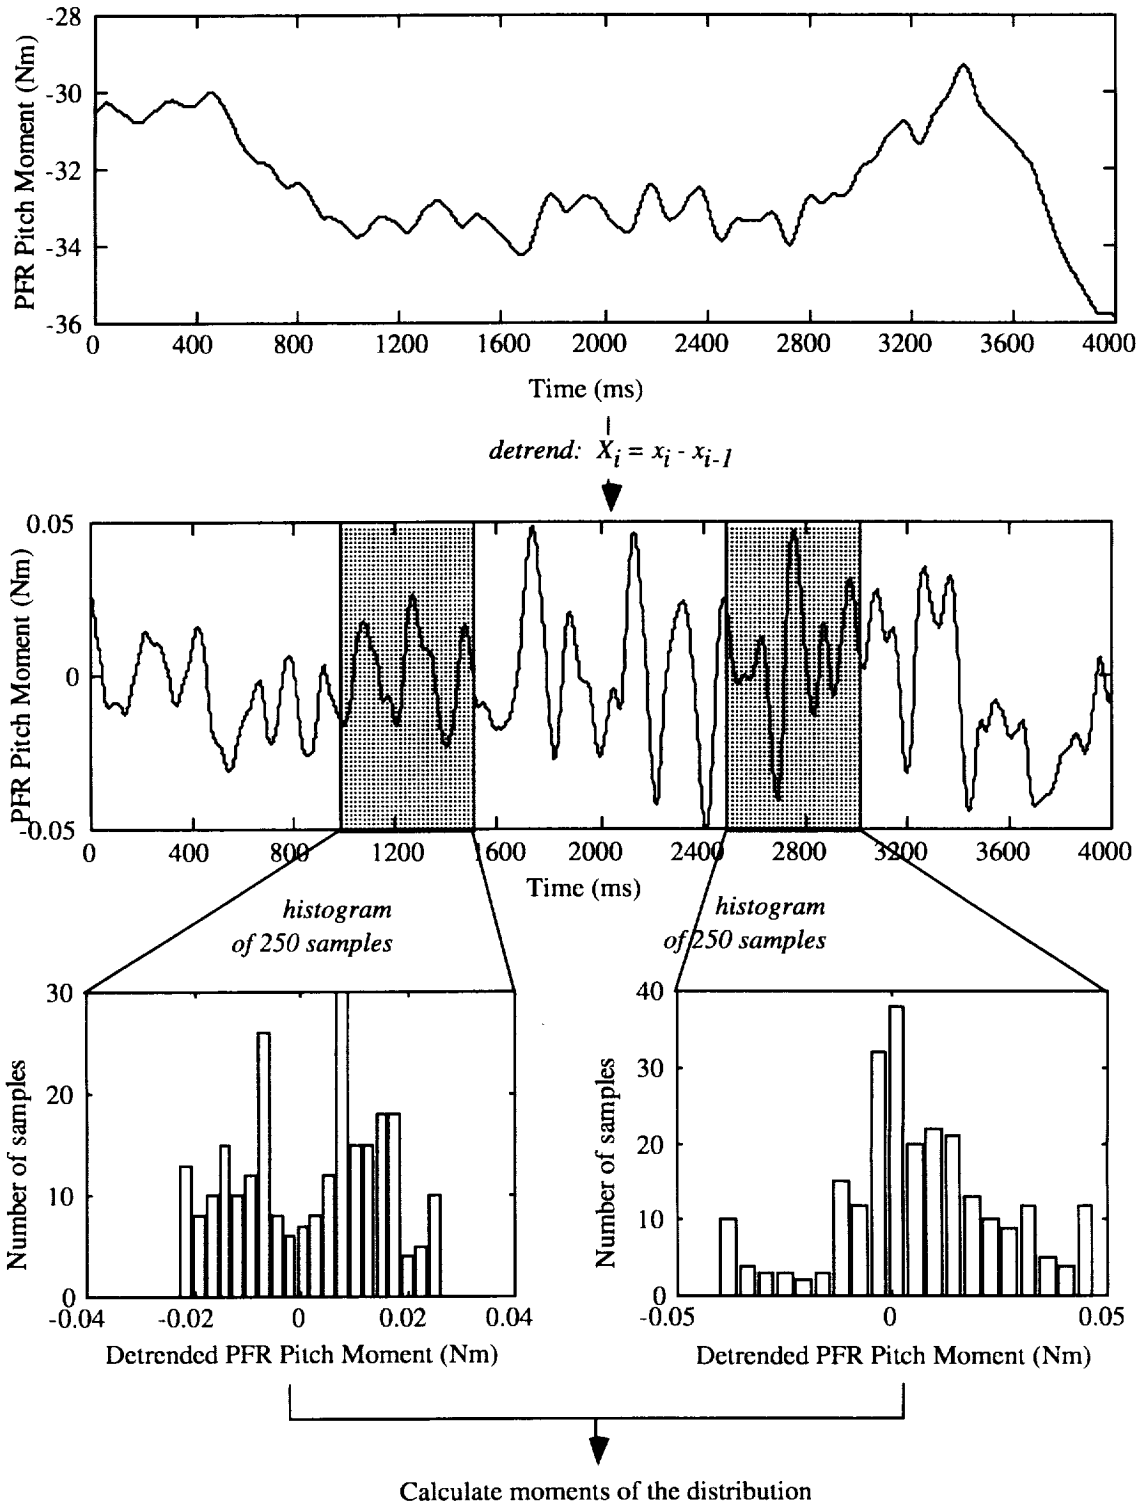 -28
-30
-32
-34
-36
PFR Pitch Moment (Nm)
0 400 800 1200 1600 2000 2400 2800 3200 3600 4000
Time (ms)
detrend: Xi = xi - xi-1
0.05
0
-0.05
PFR Pitch Moment (Nm)
0 400 800 1200 1600 2000 2400 2800 3200 3600 4000
Time (ms)
histogram
of 250 samples
histogram
of 250 samples
30
20
10
0
Number of samples
-0.04 -0.02 0 0.02 0.04
Detrended PFR Pitch Moment (Nm)
40
30
20
10
0
Number of samples
-0.05 0 0.05
Detrended PFR Pitch Moment (Nm)
Calculate moments of the distribution